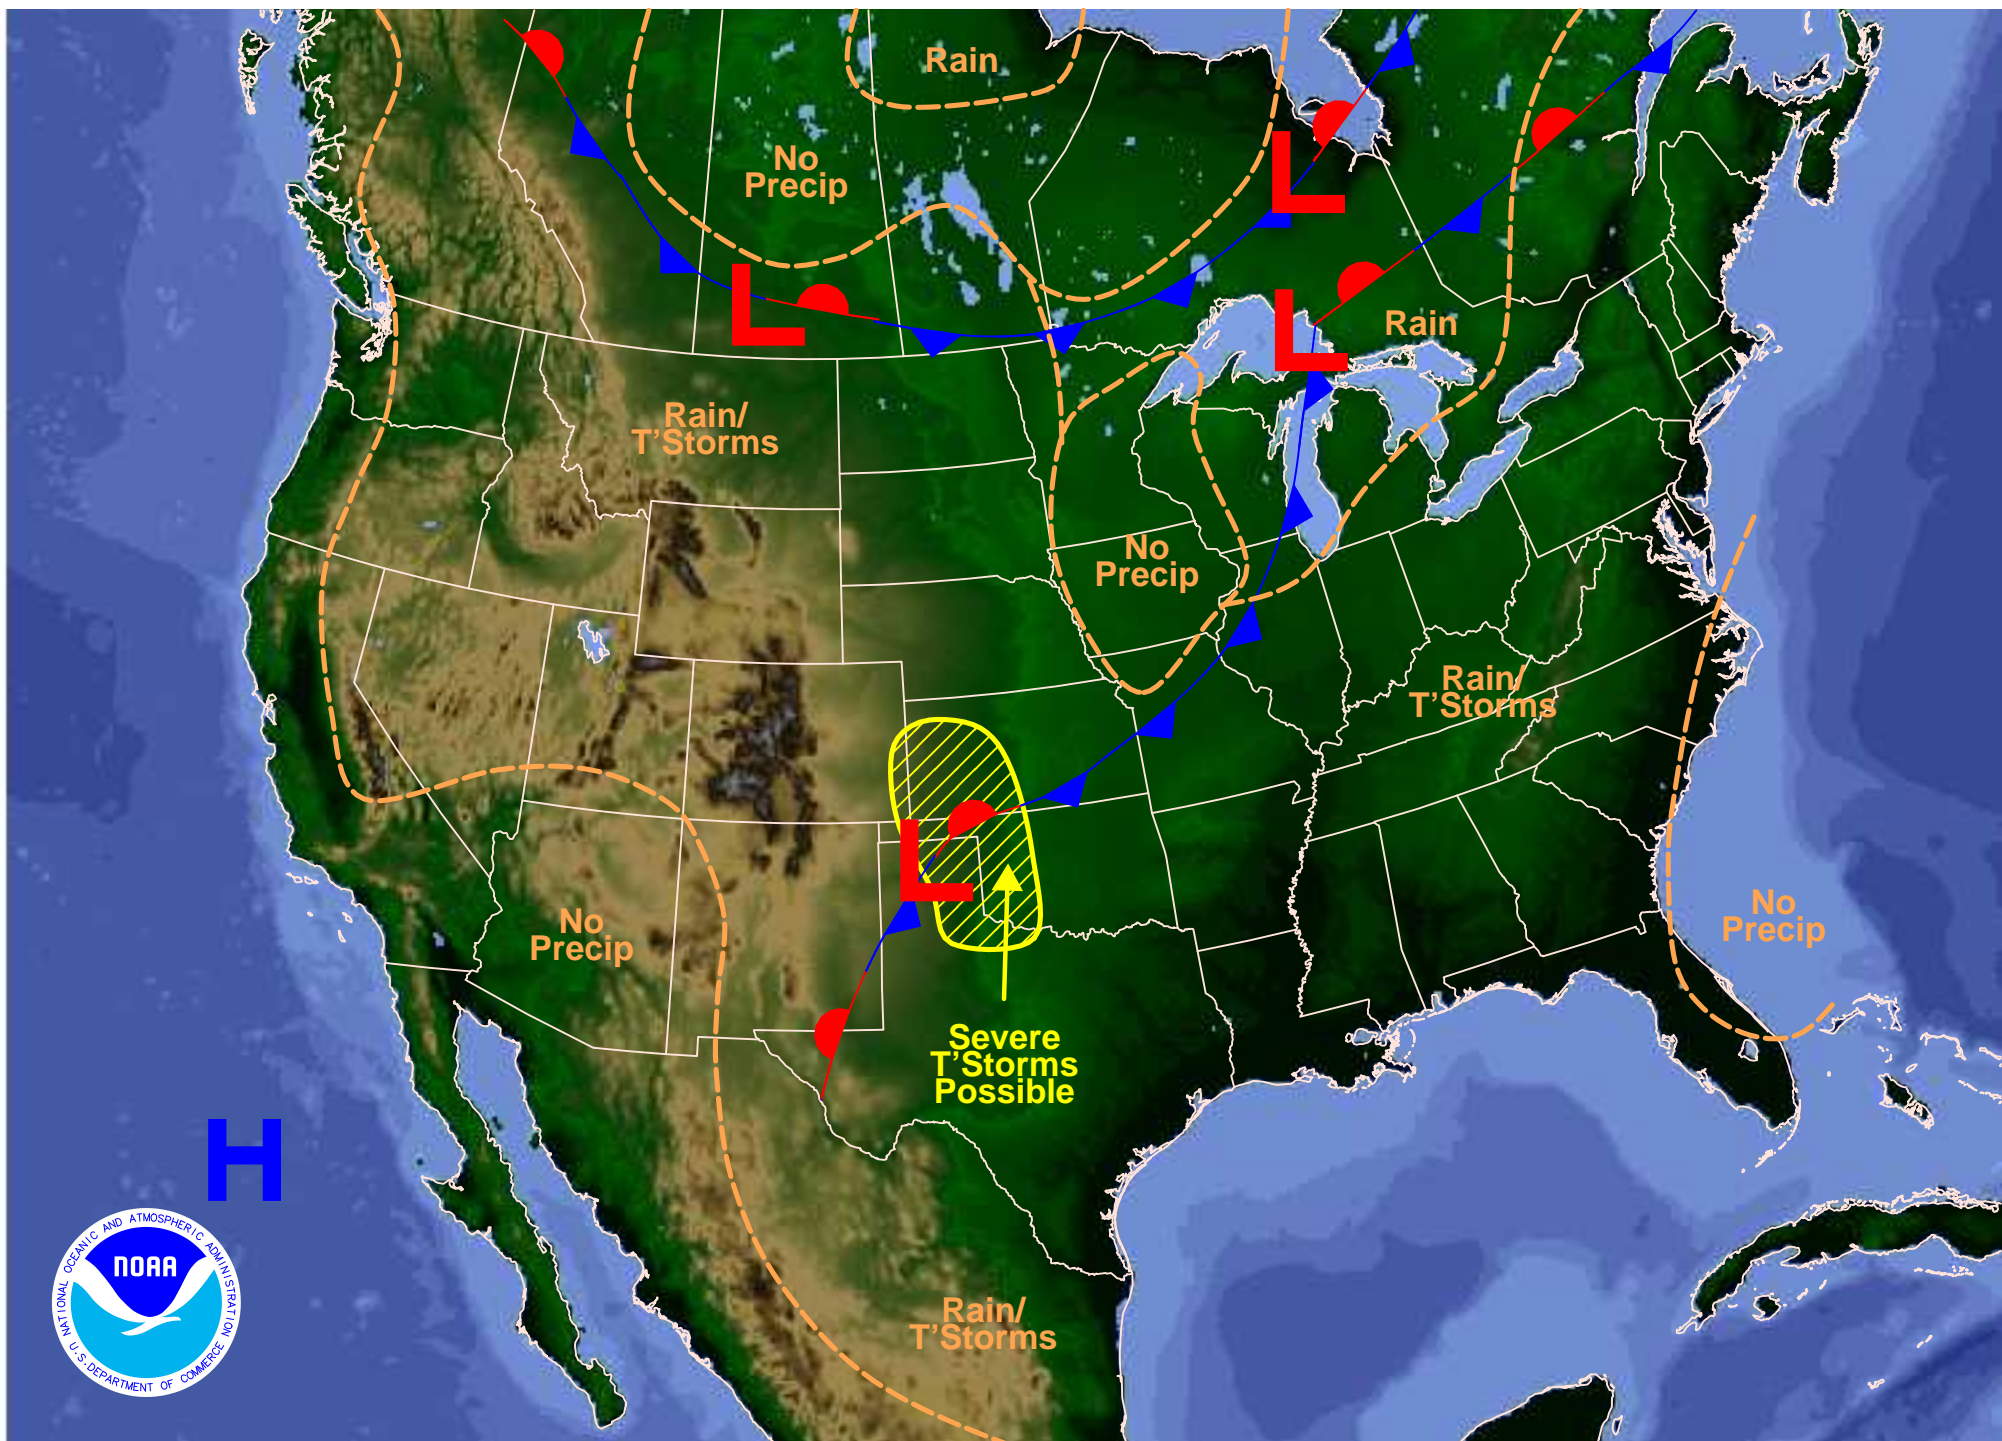 Rain
No
Precip
L
L
L
Rain
Rain/
T'Storms
No
Precip
Rain/
T'Storms
L
No
Precip
No
Precip
Severe
T'Storms
Possible
H
Rain/
T'Storms
NATIONAL OCEANIC AND ATMOSPHERIC ADMINISTRATION
NOAA
U.S. DEPARTMENT OF COMMERCE